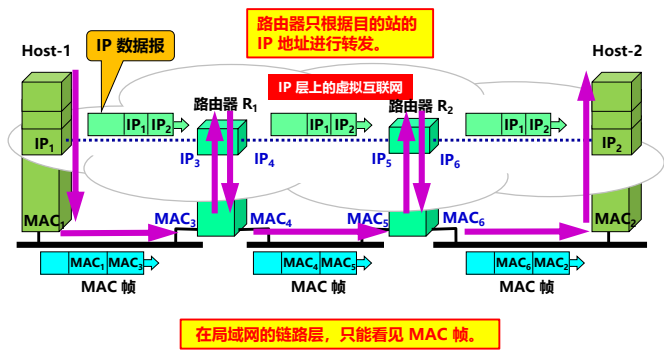 路由器只根据目的站的
IP 地址进行转发。
Host-1
IP 数据报
Host-2
IP 层上的虚拟互联网
路由器 R₁
路由器 R₂
IP₁ IP₂
IP₁ IP₂
IP₁ IP₂
IP₁
IP₃
IP₄
IP₅
IP₆
IP₂
MAC₁
MAC₃
MAC₄
MAC₅
MAC₆
MAC₂
MAC₁ MAC₃
MAC₄ MAC₅
MAC₆ MAC₂
MAC 帧
MAC 帧
MAC 帧
在局域网的链路层，只能看见 MAC 帧。